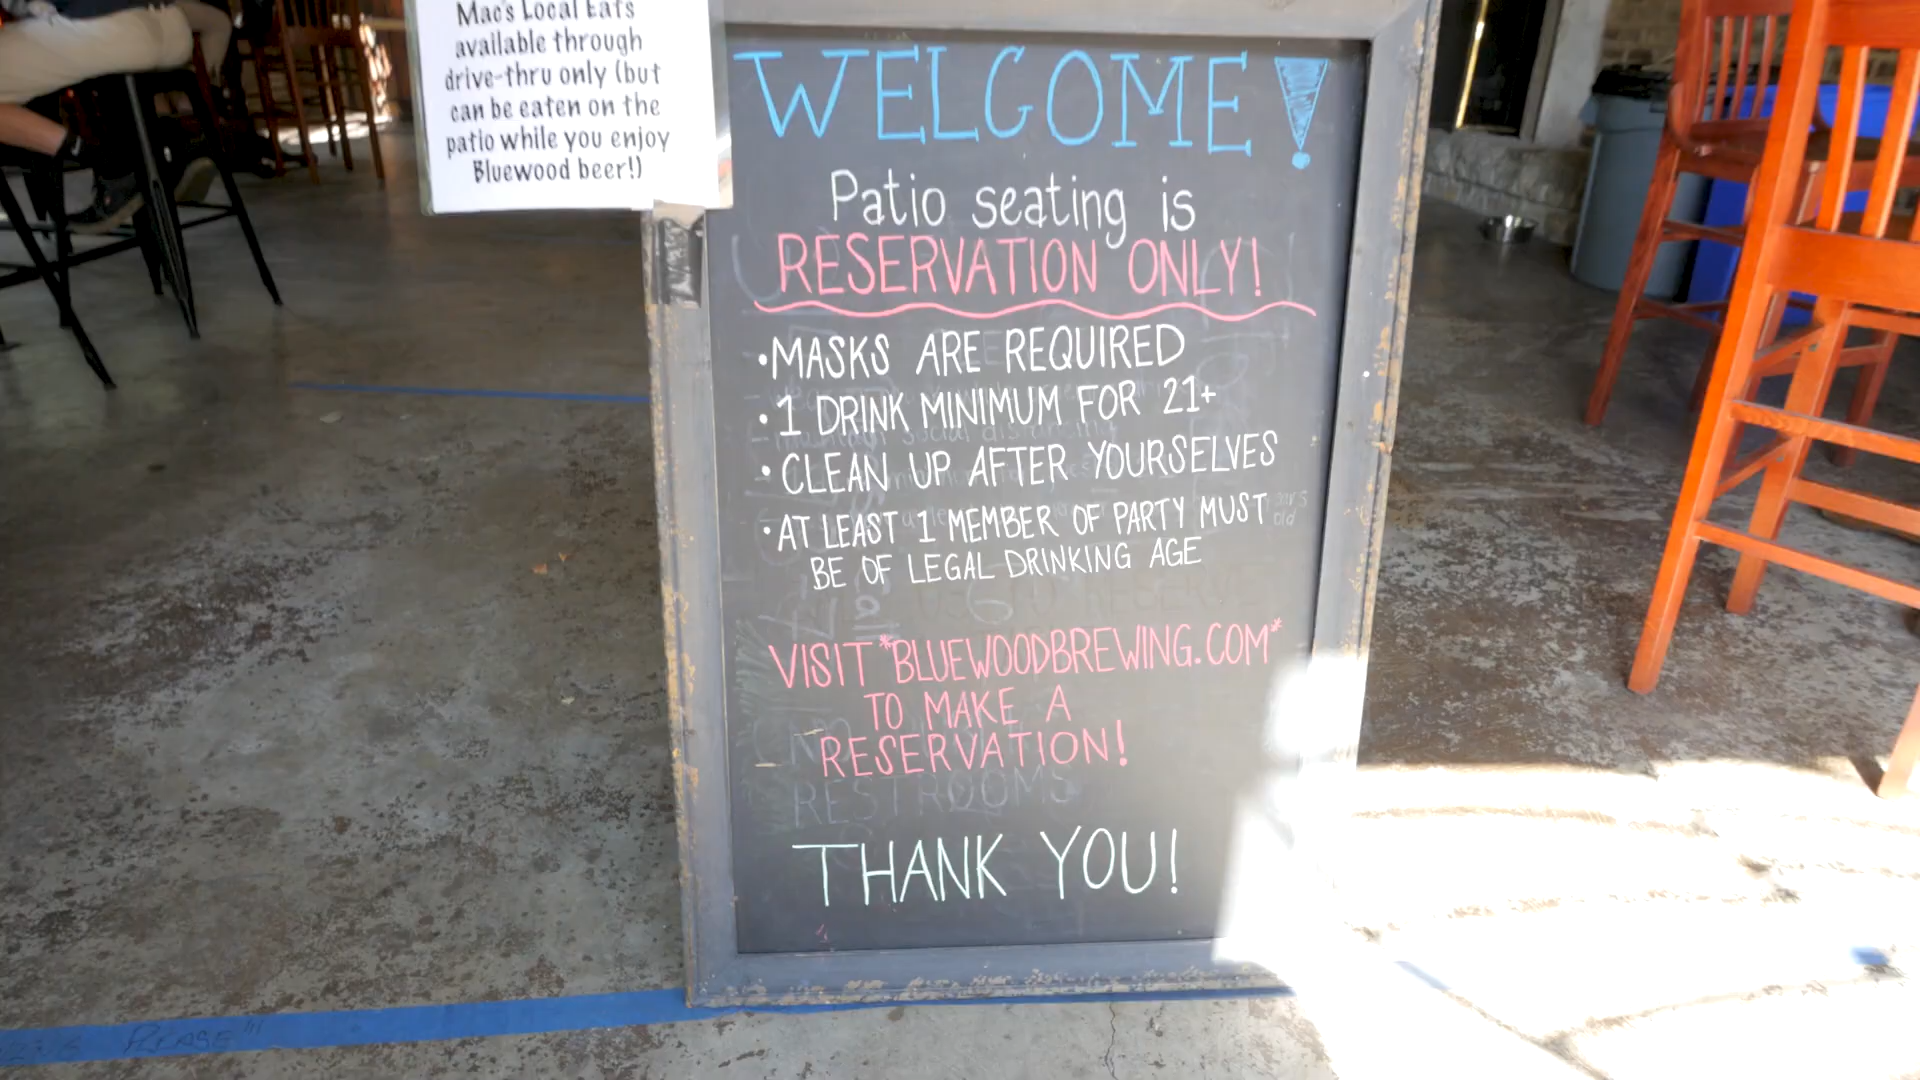 Mac's Local Eats
available through
drive-thru only (but
can be eaten on the
patio while you enjoy
Bluewood beer!)
WELCOME!
Patio seating is
RESERVATION ONLY!
• MASKS ARE REQUIRED
• 1 DRINK MINIMUM FOR 21+
• CLEAN UP AFTER YOURSELVES
• AT LEAST 1 MEMBER OF PARTY MUST
BE OF LEGAL DRINKING AGE
VISIT *BLUEWOODBREWING.COM*
TO MAKE A
RESERVATION!
RESTROOMS
THANK YOU!
PLEASE!!!